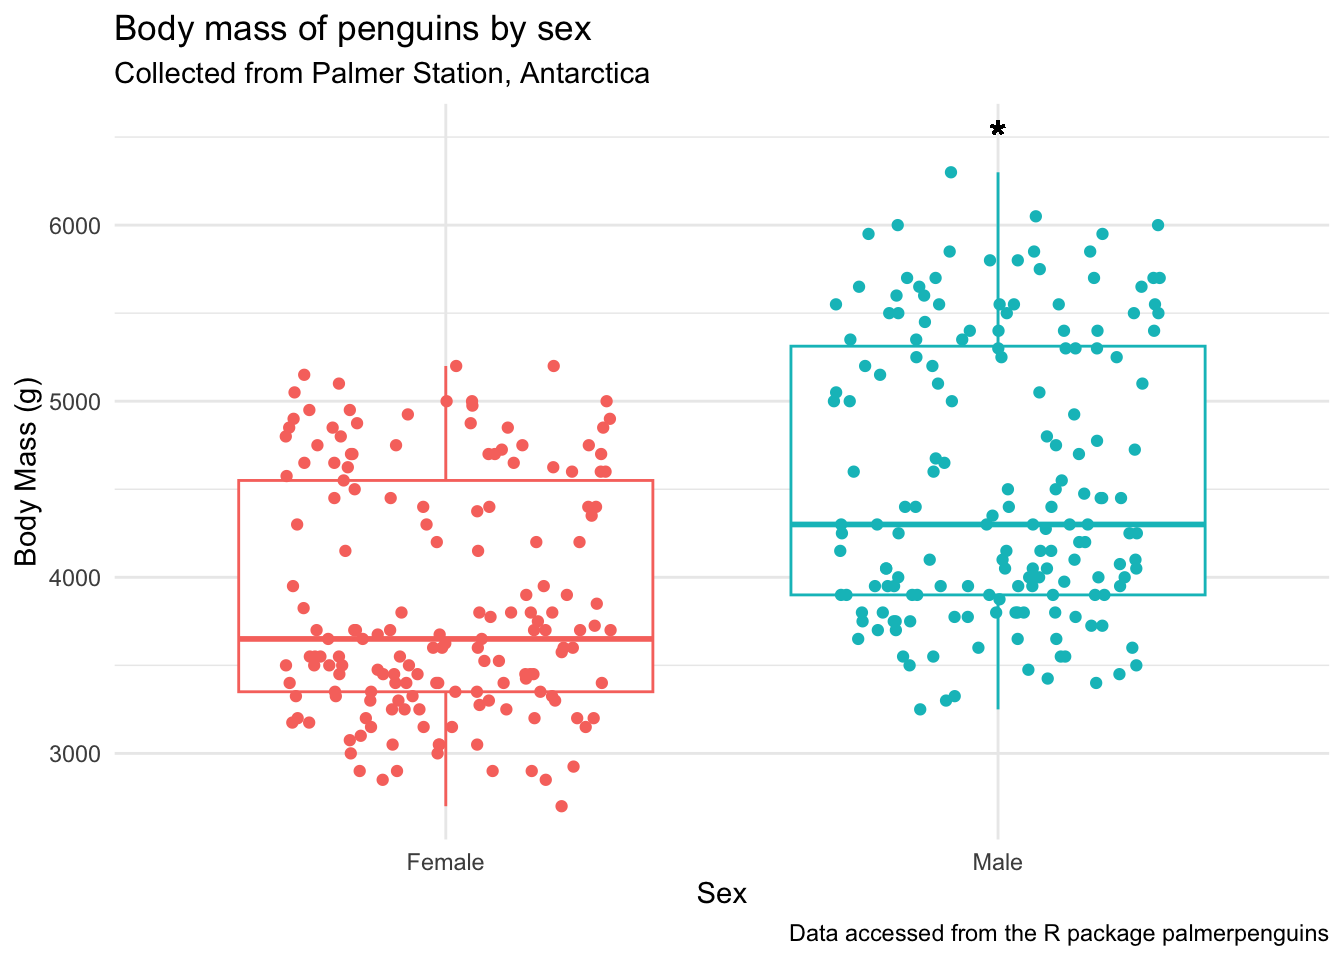 Body mass of penguins by sex
Collected from Palmer Station, Antarctica
*
6000
5000
4000
3000
Body Mass (g)
Female
Male
Sex
Data accessed from the R package palmerpenguins